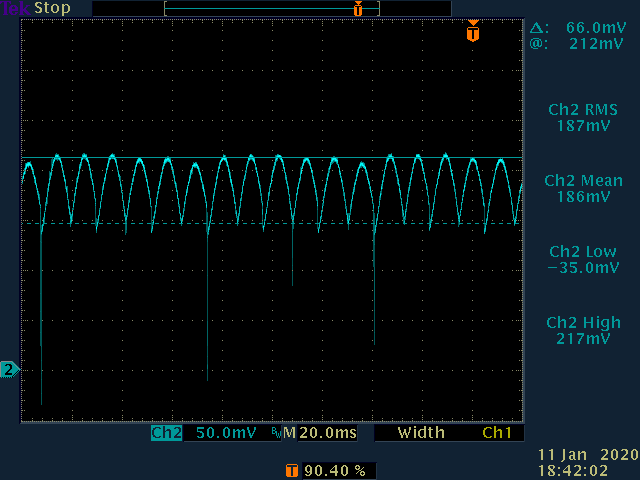 Tek Stop
T
T
Δ: 66.0mV
@: 212mV
Ch2 RMS
187mV
Ch2 Mean
186mV
Ch2 Low
−35.0mV
Ch2 High
217mV
2
Ch2 50.0mV BW M 20.0ms Width Ch1
T 90.40 %
11 Jan 2020
18:42:02